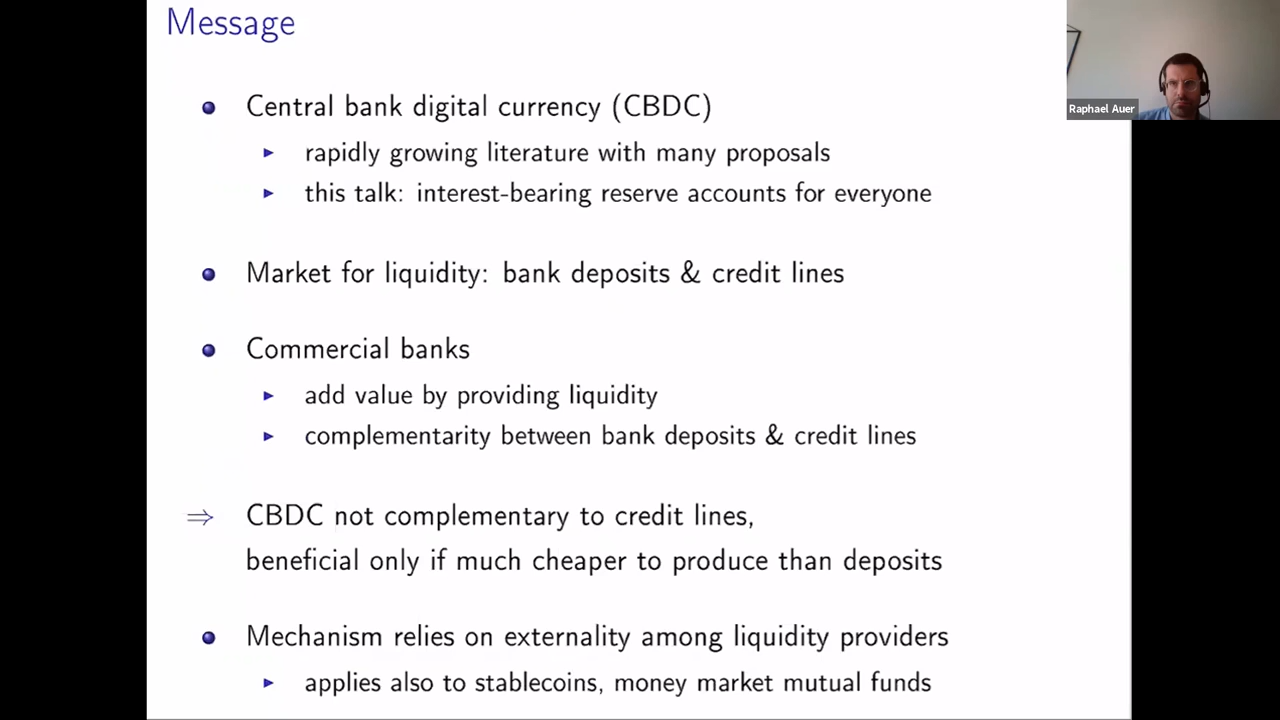 Message
Central bank digital currency (CBDC)
rapidly growing literature with many proposals
this talk: interest-bearing reserve accounts for everyone
Market for liquidity: bank deposits & credit lines
Commercial banks
add value by providing liquidity
complementarity between bank deposits & credit lines
⇒ CBDC not complementary to credit lines,
beneficial only if much cheaper to produce than deposits
Mechanism relies on externality among liquidity providers
applies also to stablecoins, money market mutual funds
Raphael Auer